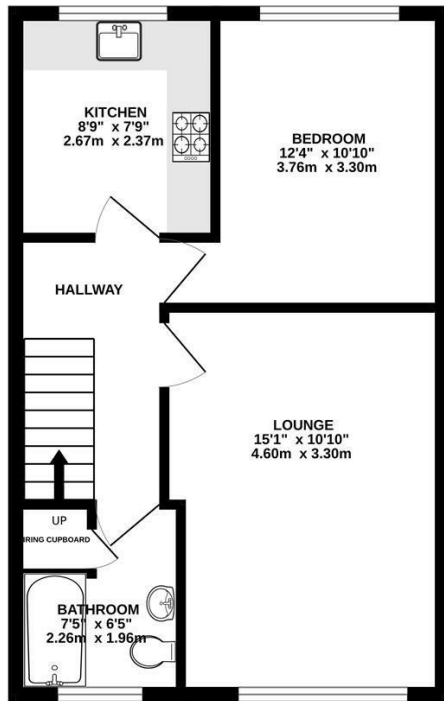 KITCHEN
8'9" x 7'9"
2.67m x 2.37m
BEDROOM
12'4" x 10'10"
3.76m x 3.30m
HALLWAY
LOUNGE
15'1" x 10'10"
4.60m x 3.30m
UP
IRING CUPBOARD
BATHROOM
7'5" x 6'5"
2.26m x 1.96m